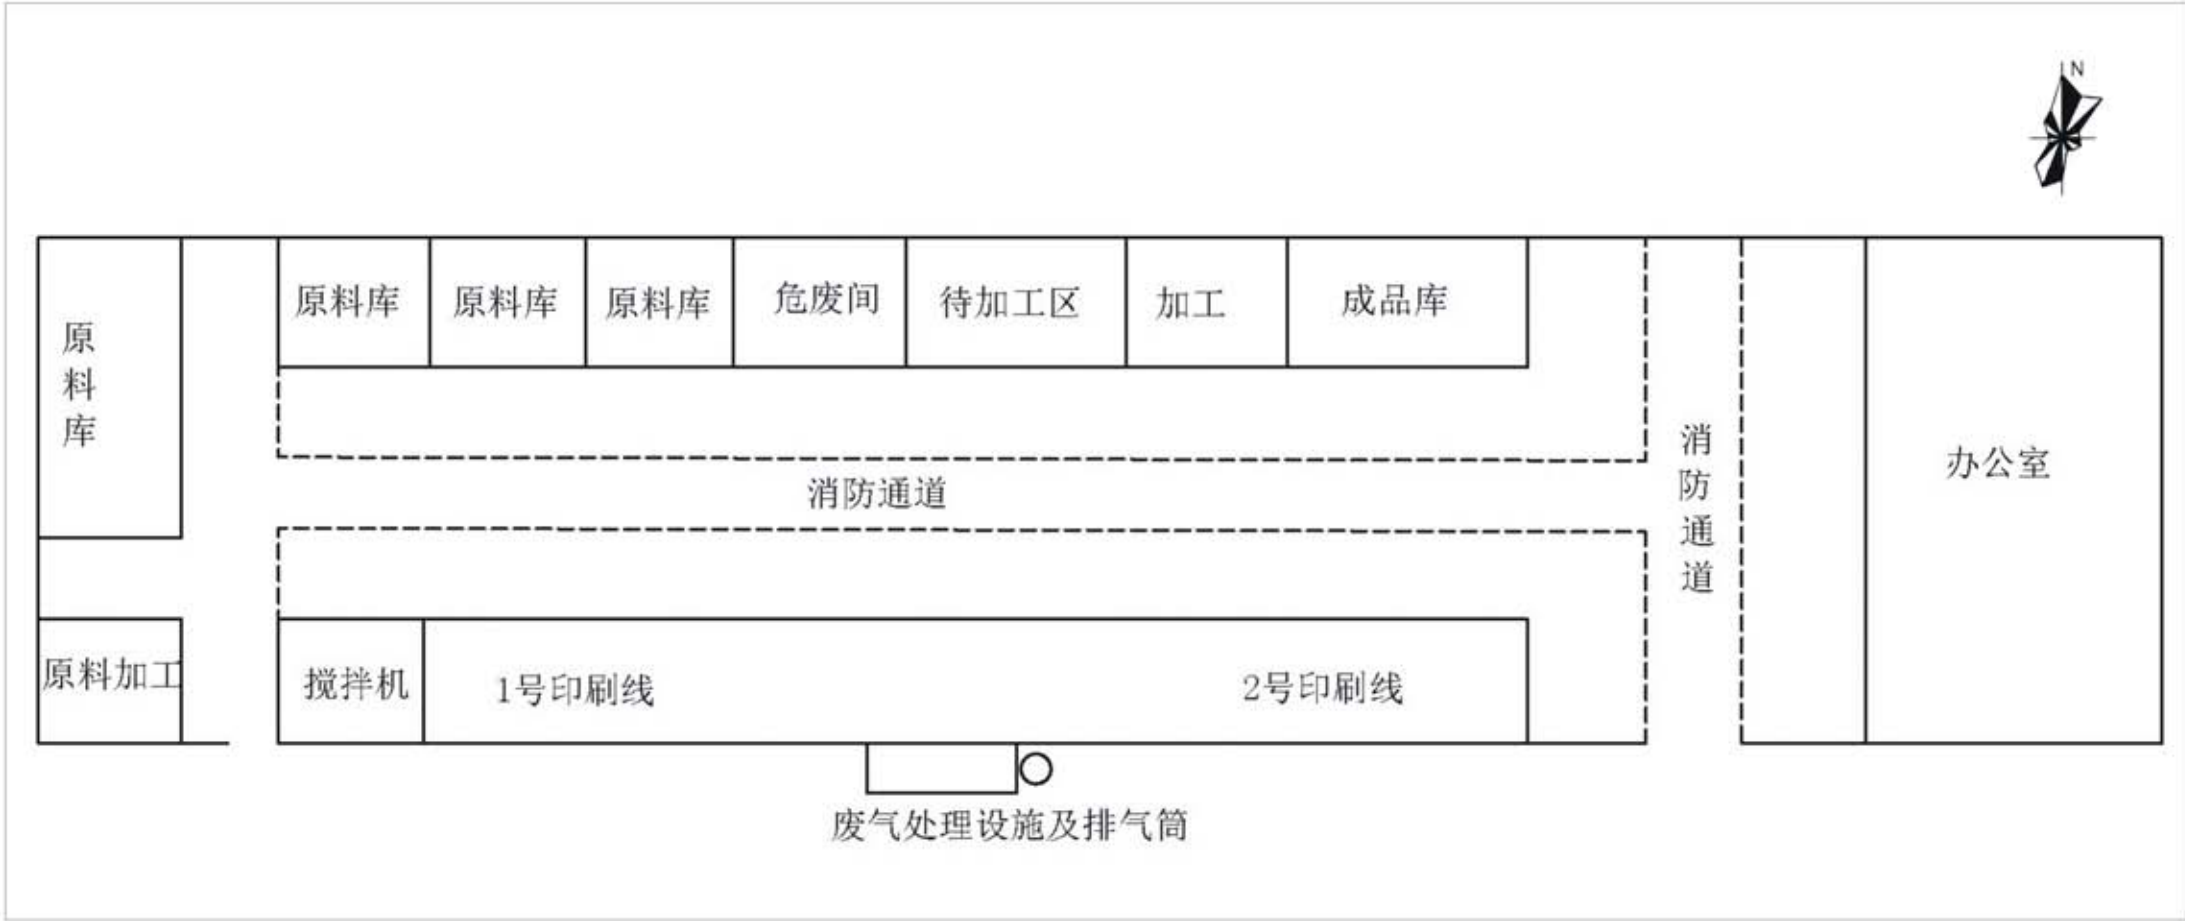 N
原料库
原料库
原料库
原料库
危废间
待加工区
加工
成品库
消防通道
消防通道
办公室
原料加工
搅拌机
1号印刷线
2号印刷线
废气处理设施及排气筒